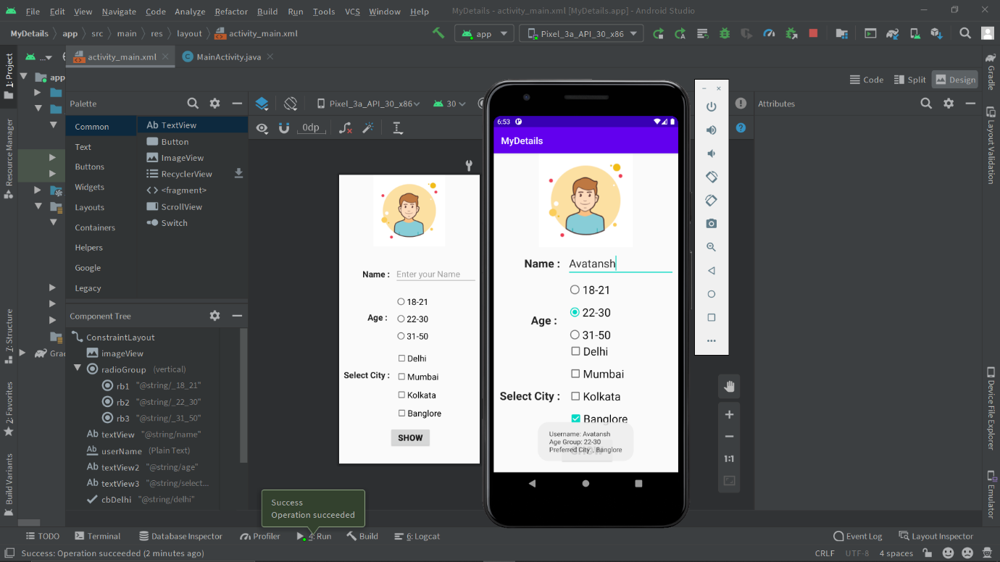 File Edit View Navigate Code Analyze Refactor Build Run Tools VCS Window Help MyDetails - activity_main.xml [MyDetails.app] - Android Studio
MyDetails app src main res layout activity_main.xml app Pixel_3a_API_30_x86
1: Project
Resource Manager
7: Structure
2: Favorites
Build Variants
... activity_main.xml MainActivity.java
app
Grad
Code Split Design
Palette
Common
Text
Buttons
Widgets
Layouts
Containers
Helpers
Google
Legacy
Ab TextView
Button
ImageView
RecyclerView
<fragment>
ScrollView
Switch
Component Tree
ConstraintLayout
imageView
radioGroup (vertical)
rb1 "@string/_18_21"
rb2 "@string/_22_30"
rb3 "@string/_31_50"
Ab textView "@string/name"
Ab userName (Plain Text)
Ab textView2 "@string/age"
Ab textView3 "@string/select...
cbDelhi "@string/delhi"
Pixel_3a_API_30_x86 30
0dp
Name : Enter your Name
18-21
Age : 22-30
31-50
Delhi
Select City : Mumbai
Kolkata
Banglore
SHOW
6:53
MyDetails
Name : Avatansh
18-21
22-30
Age :
31-50
Delhi
Mumbai
Select City : Kolkata
Banglore
Username: Avatansh
Age Group: 22-30
Preferred City : Banglore
1:1
Attributes
Gradle
Layout Validation
Device File Explorer
Emulator
Success
Operation succeeded
TODO Terminal Database Inspector Profiler 4: Run Build 6: Logcat Event Log Layout Inspector
Success: Operation succeeded (2 minutes ago) CRLF UTF-8 4 spaces